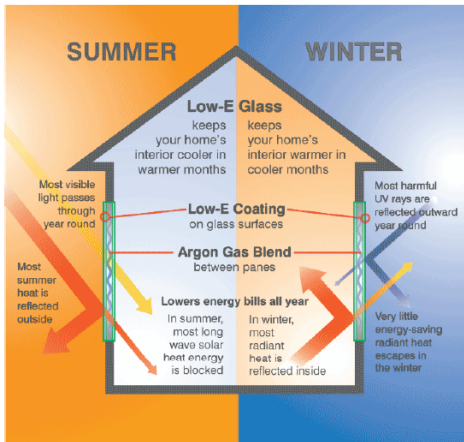 SUMMER
WINTER
Low-E Glass
keeps
your home's
interior cooler in
warmer months
keeps
your home's
interior warmer in
cooler months
Most visible
light passes
through
year round
Low-E Coating
on glass surfaces
Most harmful
UV rays are
reflected outward
year round
Argon Gas Blend
between panes
Most
summer
heat is
reflected
outside
Lowers energy bills all year
In summer,
most long
wave solar
heat energy
is blocked
In winter,
most
radiant
heat is
reflected inside
Very little
energy-saving
radiant heat
escapes in
the winter